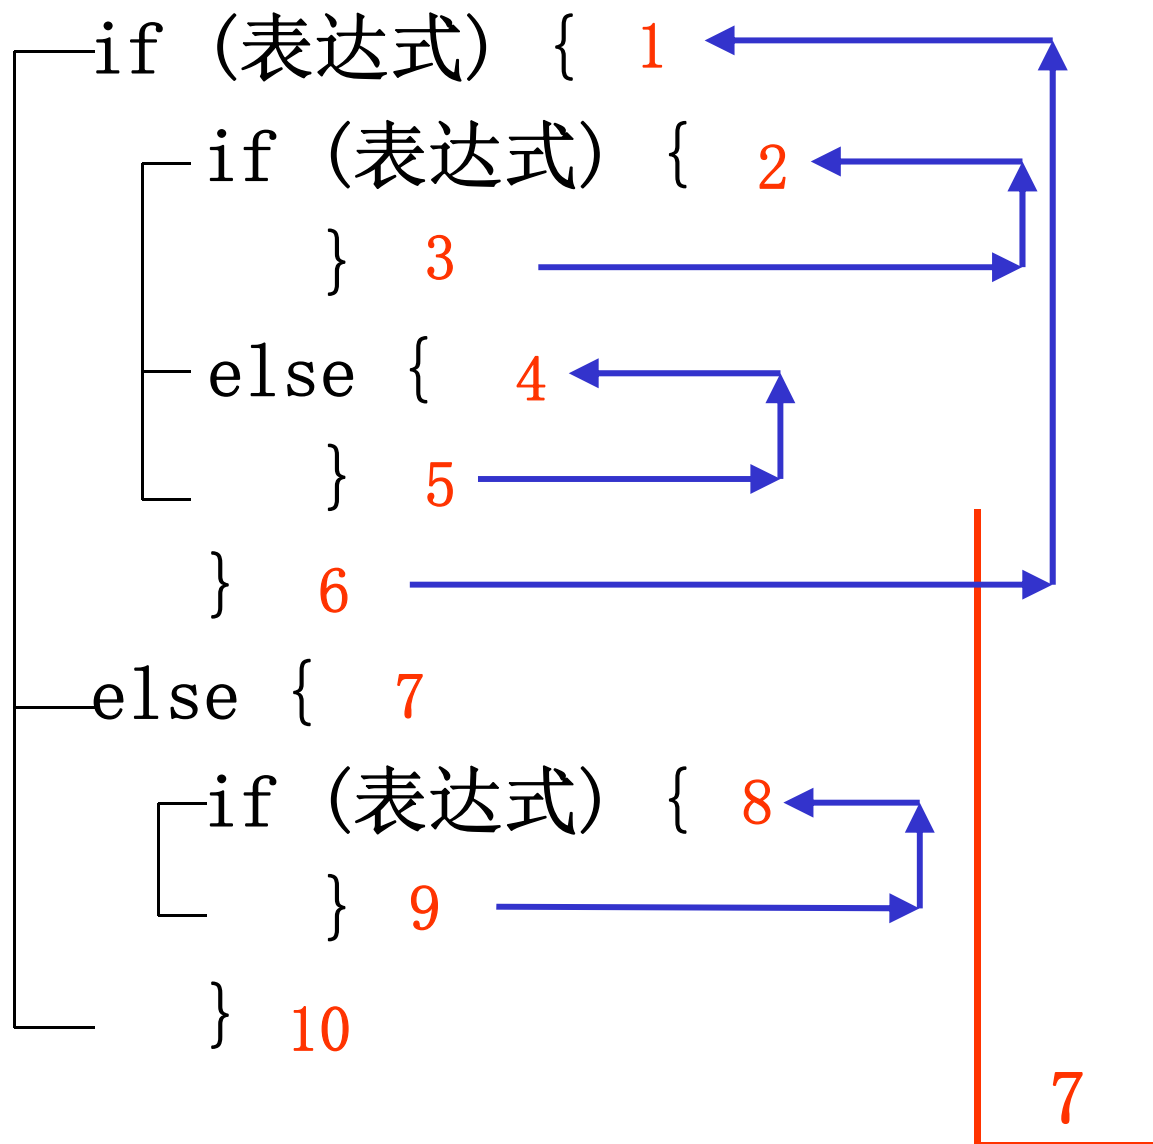 if (表达式) { 1
if (表达式) { 2
} 3
else { 4
} 5
} 6
else { 7
if (表达式) { 8
} 9
} 10
7